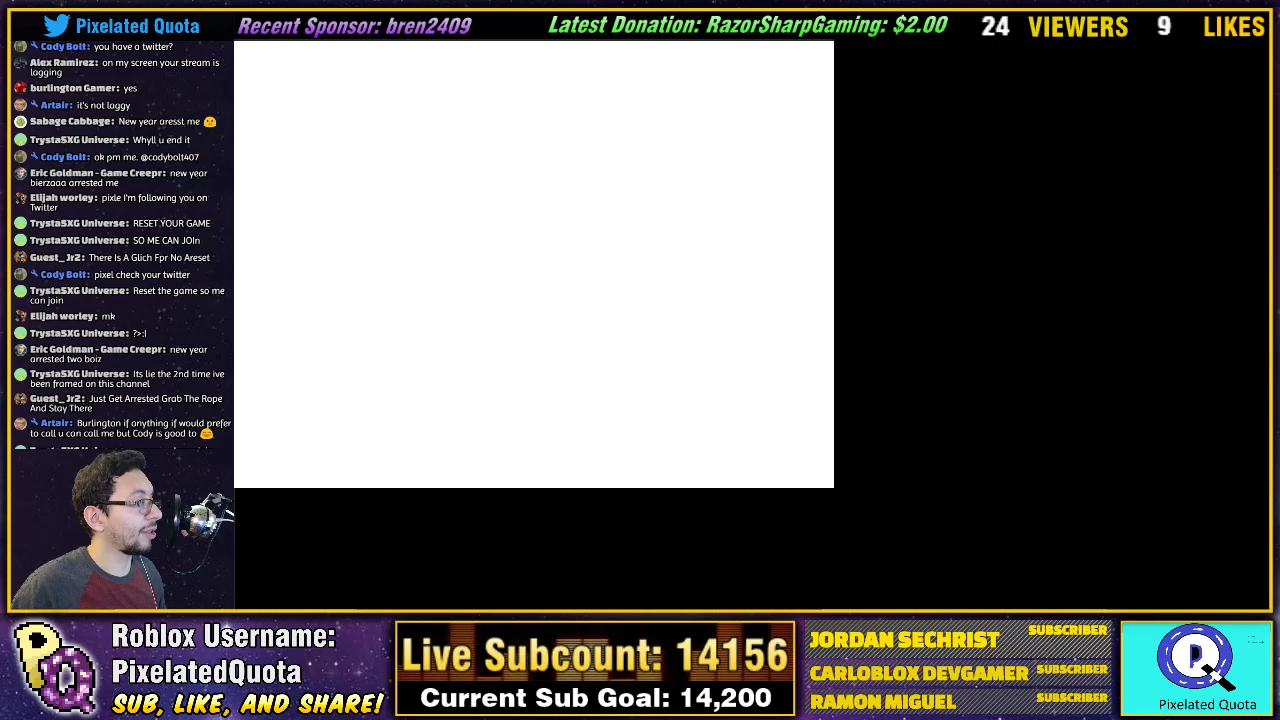 Pixelated Quota
Recent Sponsor: bren2409
Latest Donation: RazorSharpGaming: $2.00
24 VIEWERS 9 LIKES
Cody Bolt: you have a twitter?
Alex Ramirez: on my screen your stream is
lagging
burlington Gamer: yes
Artair: it's not laggy
Sabage Cabbage: New year aresst me
TrystaSXG Universe: Whyll u end it
Cody Bolt: ok pm me. @codybolt407
Eric Goldman - Game Creepr: new year
bierzaaa arrested me
Elijah worley: pixle I'm following you on
Twitter
TrystaSXG Universe: RESET YOUR GAME
TrystaSXG Universe: SO ME CAN JOIn
Guest_Jr2: There Is A Glich Fpr No Areset
Cody Bolt: pixel check your twitter
TrystaSXG Universe: Reset the game so me
can join
Elijah worley: mk
TrystaSXG Universe: ?>:I
Eric Goldman - Game Creepr: new year
arrested two boiz
TrystaSXG Universe: Its lie the 2nd time ive
been framed on this channel
Guest_Jr2: Just Get Arrested Grab The Rope
And Stay There
Artair: Burlington if anything if would prefer
to call u can call me but Cody is good to
PQ
Roblox Username:
PixelatedQuota
SUB, LIKE, AND SHARE!
Live Subcount: 14156
Current Sub Goal: 14,200
JORDAN SECHRIST SUBSCRIBER
CARLOBLOX DEVGAMER SUBSCRIBER
RAMON MIGUEL SUBSCRIBER
P
Pixelated Quota